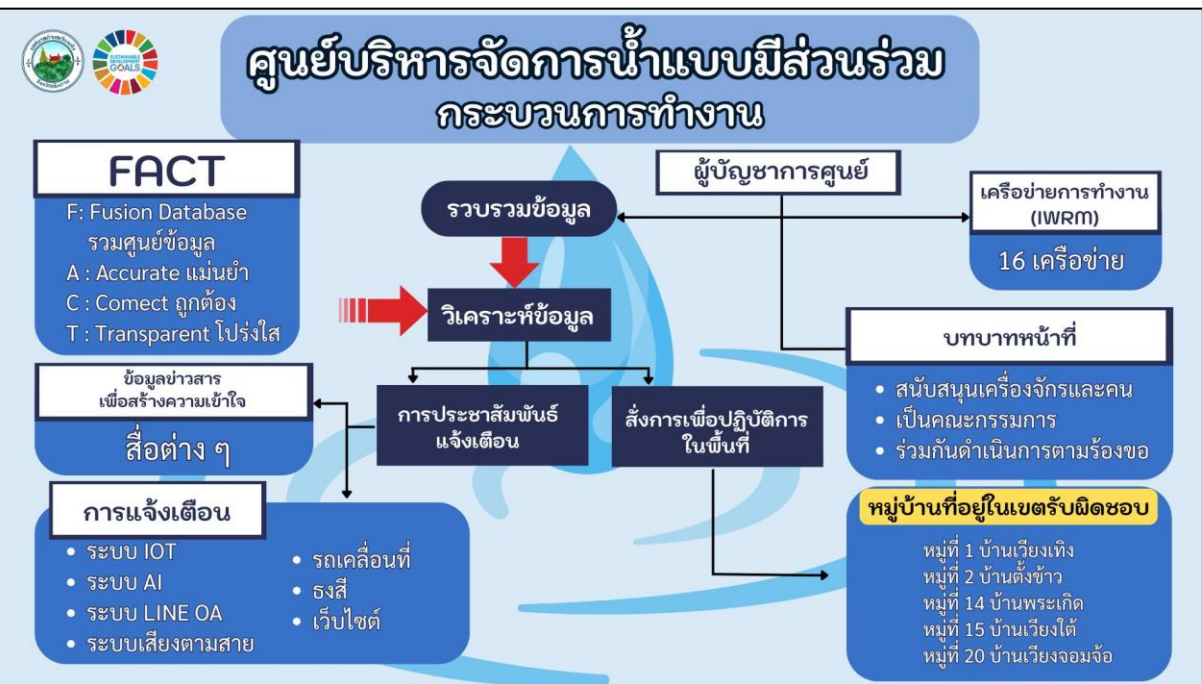 SUSTAINABLE
DEVELOPMENT
GOALS
ศูนย์บริหารจัดการน้ำแบบมีส่วนร่วม
กระบวนการทำงาน
FACT
F: Fusion Database
รวมศูนย์ข้อมูล
A : Accurate แม่นยำ
C : Comect ถูกต้อง
T : Transparent โปร่งใส
รวบรวมข้อมูล
ผู้บัญชาการศูนย์
เครือข่ายการทำงาน
(IWRM)
16 เครือข่าย
วิเคราะห์ข้อมูล
บทบาทหน้าที่
• สนับสนุนเครื่องจักรและคน
• เป็นคณะกรรมการ
• ร่วมกันดำเนินการตามร้องขอ
ข้อมูลข่าวสาร
เพื่อสร้างความเข้าใจ
สื่อต่าง ๆ
การประชาสัมพันธ์
แจ้งเตือน
สั่งการเพื่อปฏิบัติการ
ในพื้นที่
การแจ้งเตือน
• ระบบ IOT
• ระบบ AI
• ระบบ LINE OA
• ระบบเสียงตามสาย
• รถเคลื่อนที่
• ธงสี
• เว็บไซต์
หมู่บ้านที่อยู่ในเขตรับผิดชอบ
หมู่ที่ 1 บ้านเวียงเทิง
หมู่ที่ 2 บ้านตั้งข้าว
หมู่ที่ 14 บ้านพระเกิด
หมู่ที่ 15 บ้านเวียงใต้
หมู่ที่ 20 บ้านเวียงจอมจ้อ